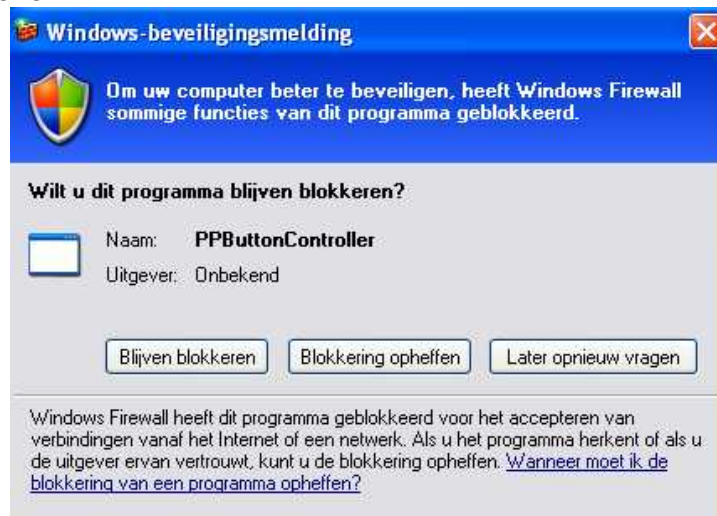 Windows-beveiligingsmelding
Om uw computer beter te beveiligen, heeft Windows Firewall
sommige functies van dit programma geblokkeerd.
Wilt u dit programma blijven blokkeren?
Naam: PPButtonController
Uitgever: Onbekend
Blijven blokkeren Blokkering opheffen Later opnieuw vragen
Windows Firewall heeft dit programma geblokkeerd voor het accepteren van
verbindingen vanaf het Internet of een netwerk. Als u het programma herkent of als u
de uitgever ervan vertrouwt, kunt u de blokkering opheffen. Wanneer moet ik de
blokkering van een programma opheffen?